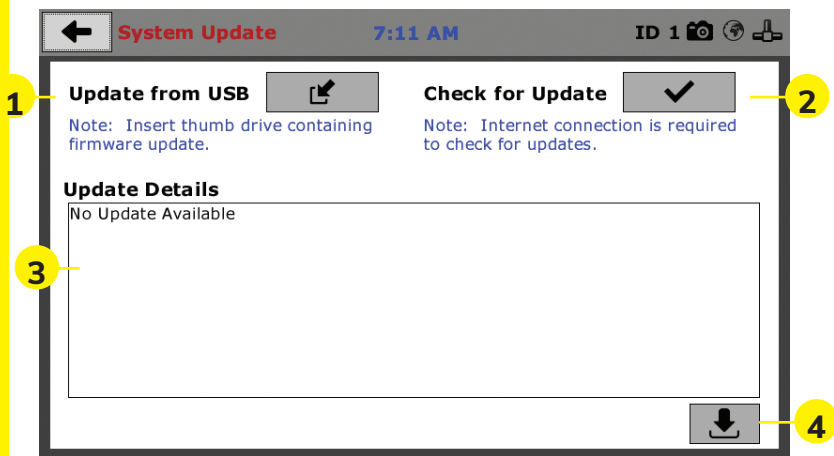 System Update 7:11 AM ID 1
1 Update from USB Check for Update 2
Note: Insert thumb drive containing
firmware update.
Note: Internet connection is required
to check for updates.
Update Details
No Update Available
3
4